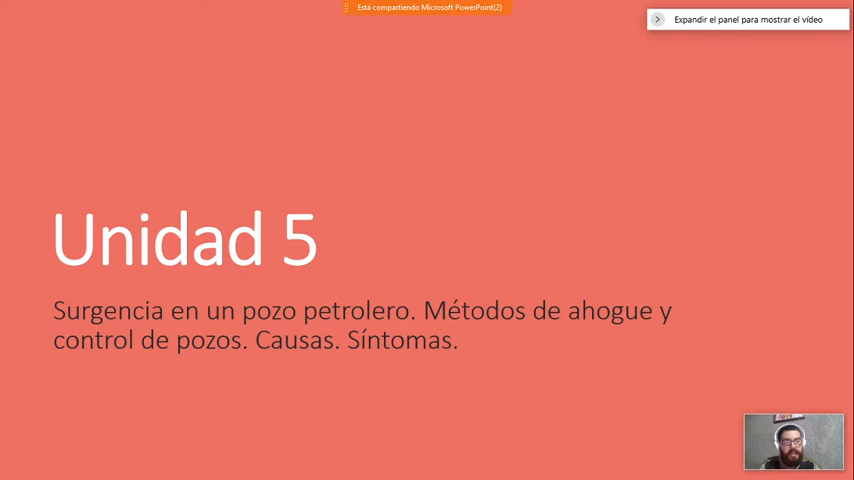 Está compartiendo Microsoft PowerPoint(2)
Expandir el panel para mostrar el vídeo
Unidad 5
Surgencia en un pozo petrolero. Métodos de ahogue y
control de pozos. Causas. Síntomas.